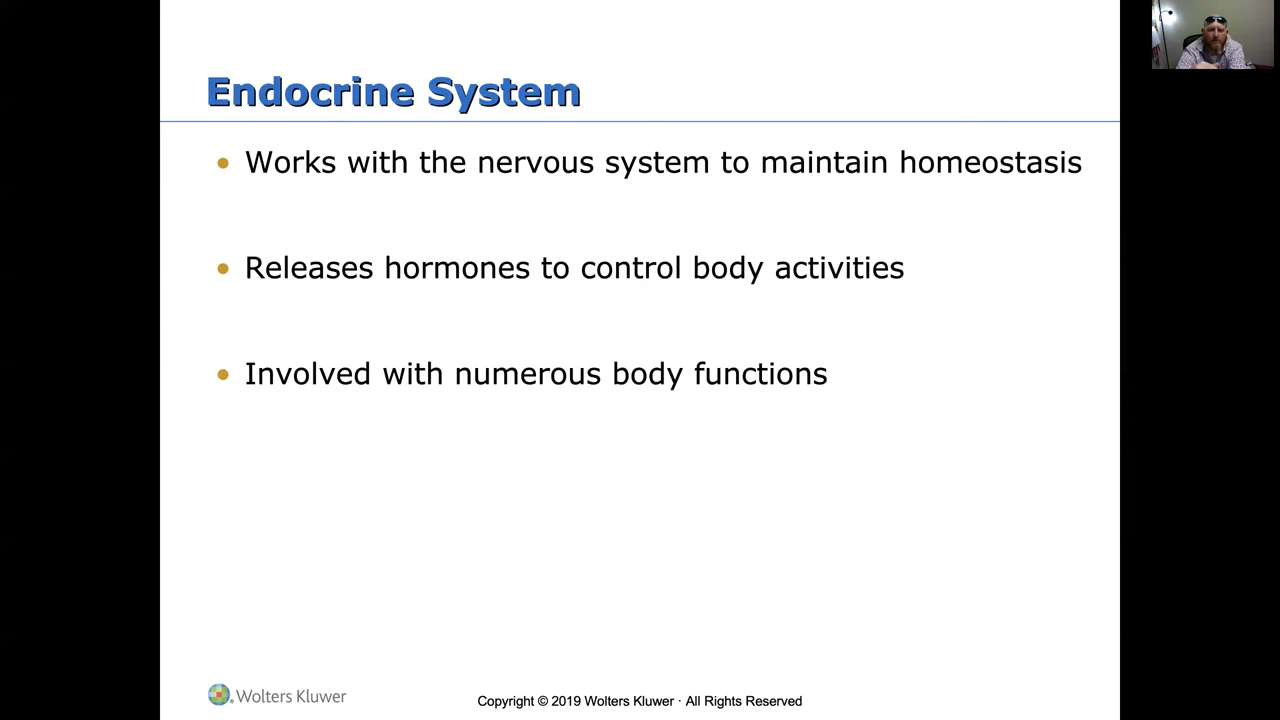 Endocrine System
• Works with the nervous system to maintain homeostasis
• Releases hormones to control body activities
• Involved with numerous body functions
Wolters Kluwer
Copyright © 2019 Wolters Kluwer · All Rights Reserved